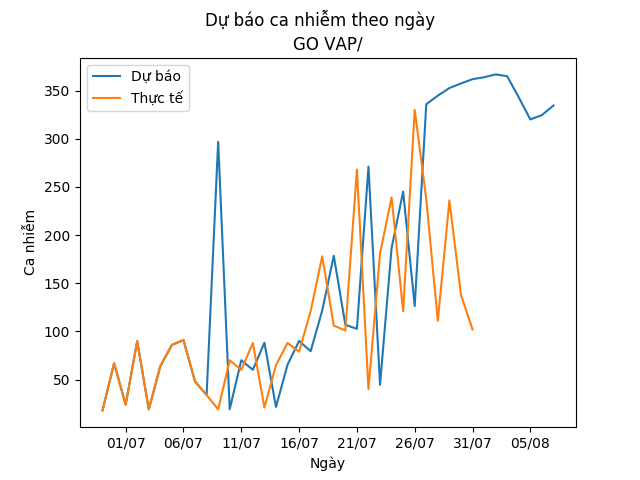 Dự báo ca nhiễm theo ngày
GO VAP/
Dự báo
Thực tế
Ca nhiễm
350
300
250
200
150
100
50
01/07 06/07 11/07 16/07 21/07 26/07 31/07 05/08
Ngày